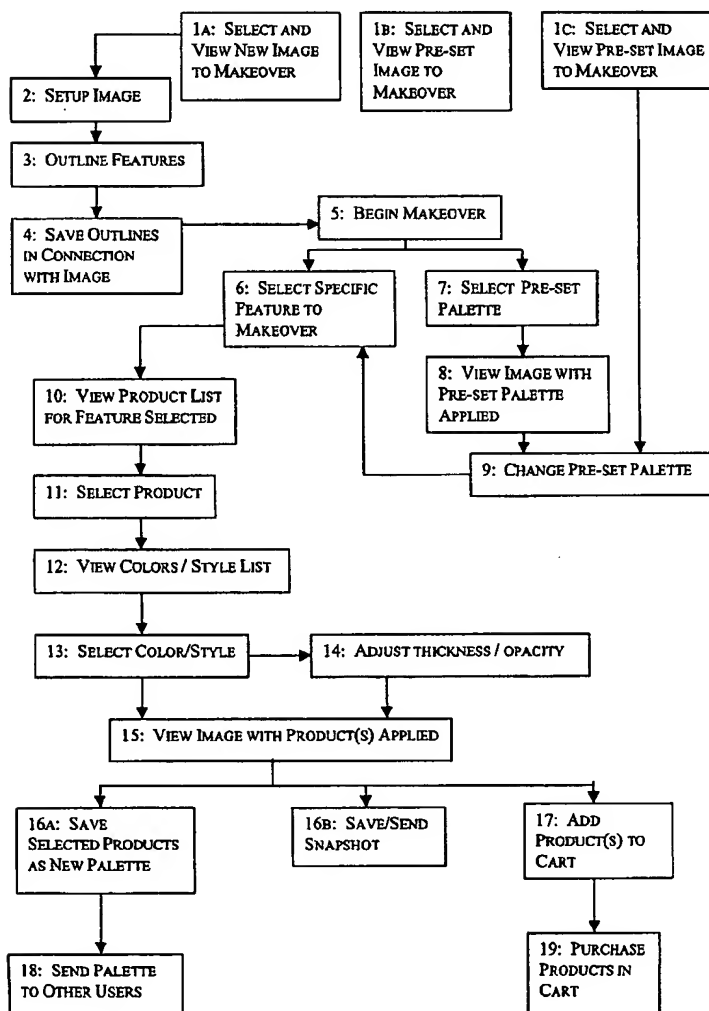 1A: SELECT AND
VIEW NEW IMAGE
TO MAKEOVER
1B: SELECT AND
VIEW PRE-SET
IMAGE TO
MAKEOVER
1C: SELECT AND
VIEW PRE-SET IMAGE
TO MAKEOVER
2: SETUP IMAGE
3: OUTLINE FEATURES
4: SAVE OUTLINES
IN CONNECTION
WITH IMAGE
5: BEGIN MAKEOVER
6: SELECT SPECIFIC
FEATURE TO
MAKEOVER
7: SELECT PRE-SET
PALETTE
8: VIEW IMAGE WITH
PRE-SET PALETTE
APPLIED
9: CHANGE PRE-SET PALETTE
10: VIEW PRODUCT LIST
FOR FEATURE SELECTED
11: SELECT PRODUCT
12: VIEW COLORS / STYLE LIST
13: SELECT COLOR/STYLE
14: ADJUST THICKNESS / OPACITY
15: VIEW IMAGE WITH PRODUCT(S) APPLIED
16A: SAVE
SELECTED PRODUCTS
AS NEW PALETTE
16B: SAVE/SEND
SNAPSHOT
17: ADD
PRODUCT(S) TO
CART
18: SEND PALETTE
TO OTHER USERS
19: PURCHASE
PRODUCTS IN
CART